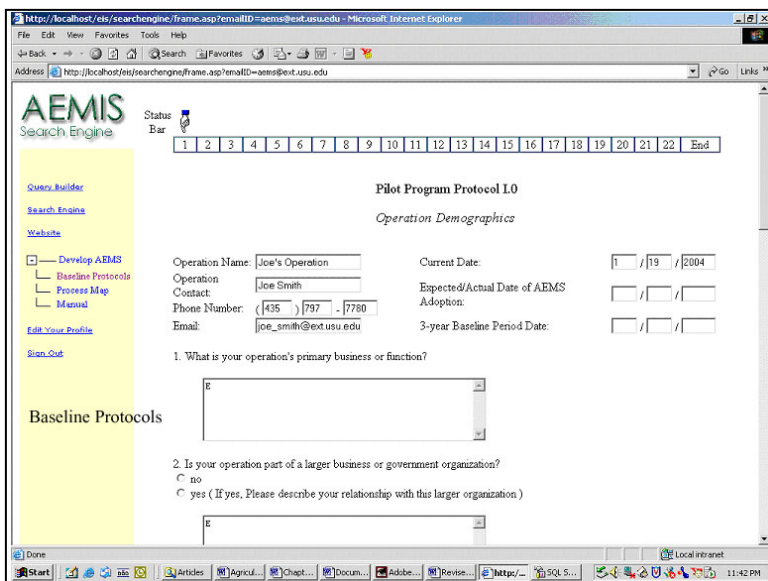 http://localhost/eis/searchengine/frame.asp?emailID=aems@ext.usu.edu - Microsoft Internet Explorer
File Edit View Favorites Tools Help
Back Search Favorites
Address http://localhost/eis/searchengine/frame.asp?emailID=aems@ext.usu.edu Go Links »
AEMIS
Search Engine
Status
Bar
1 2 3 4 5 6 7 8 9 10 11 12 13 14 15 16 17 18 19 20 21 22 End
Query Builder
Search Engine
Website
Develop AEMS
Baseline Protocols
Process Map
Manual
Edit Your Profile
Sign Out
Baseline Protocols
Pilot Program Protocol I.0
Operation Demographics
Operation Name: Joe's Operation
Operation
Contact: Joe Smith
Phone Number: ( 435 ) 797 - 7780
Email: joe_smith@ext.usu.edu
Current Date: 1 / 19 / 2004
Expected/Actual Date of AEMS
Adoption: / /
3-year Baseline Period Date: / /
1. What is your operation's primary business or function?
E
2. Is your operation part of a larger business or government organization?
no
yes ( If yes, Please describe your relationship with this larger organization )
E
Done Local intranet
Start Articles Agricul... Chapt... Docum... Adobe... Revise... http:/... SQL S... 11:42 PM